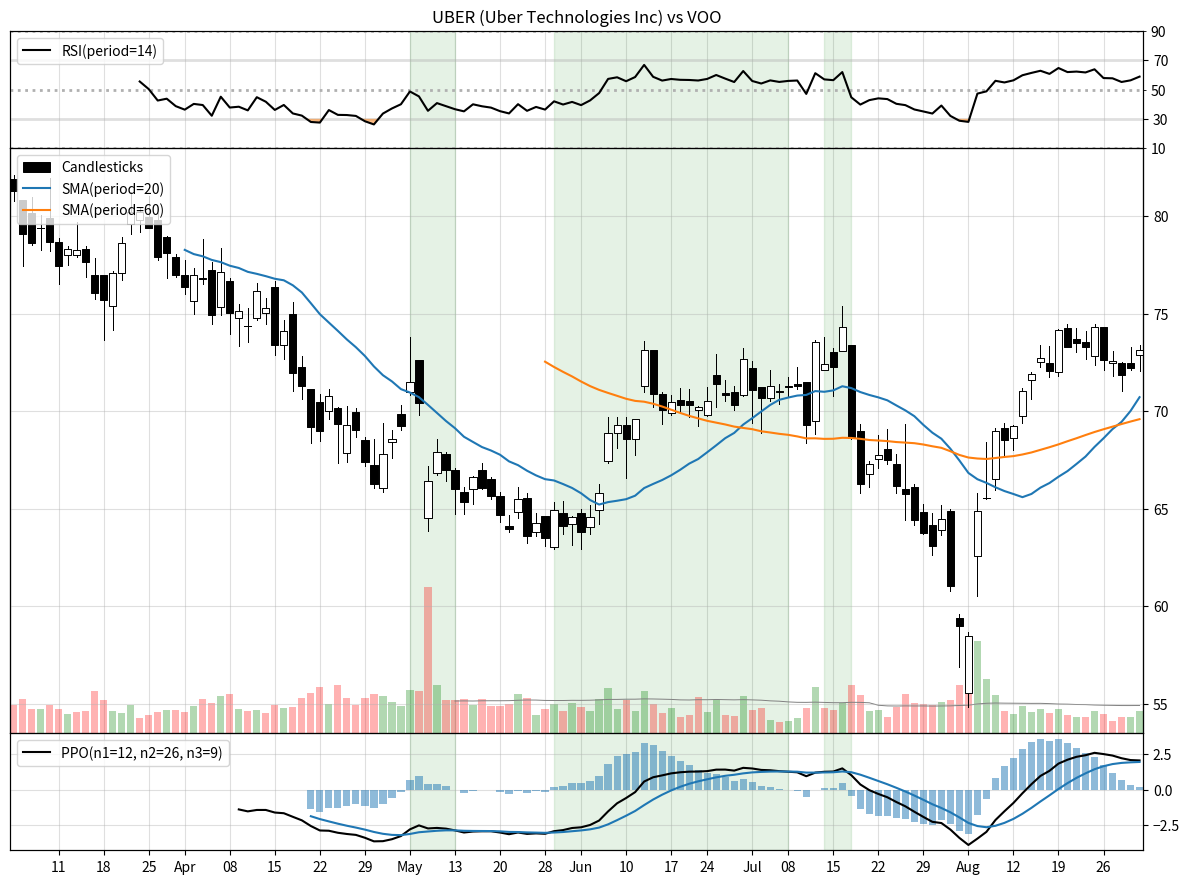 UBER (Uber Technologies Inc) vs VOO
RSI(period=14)
90
70
50
30
10
Candlesticks
SMA(period=20)
SMA(period=60)
80
75
70
65
60
55
PPO(n1=12, n2=26, n3=9)
2.5
0.0
−2.5
11 18 25 Apr 08 15 22 29 May 13 20 28 Jun 10 17 24 Jul 08 15 22 29 Aug 12 19 26